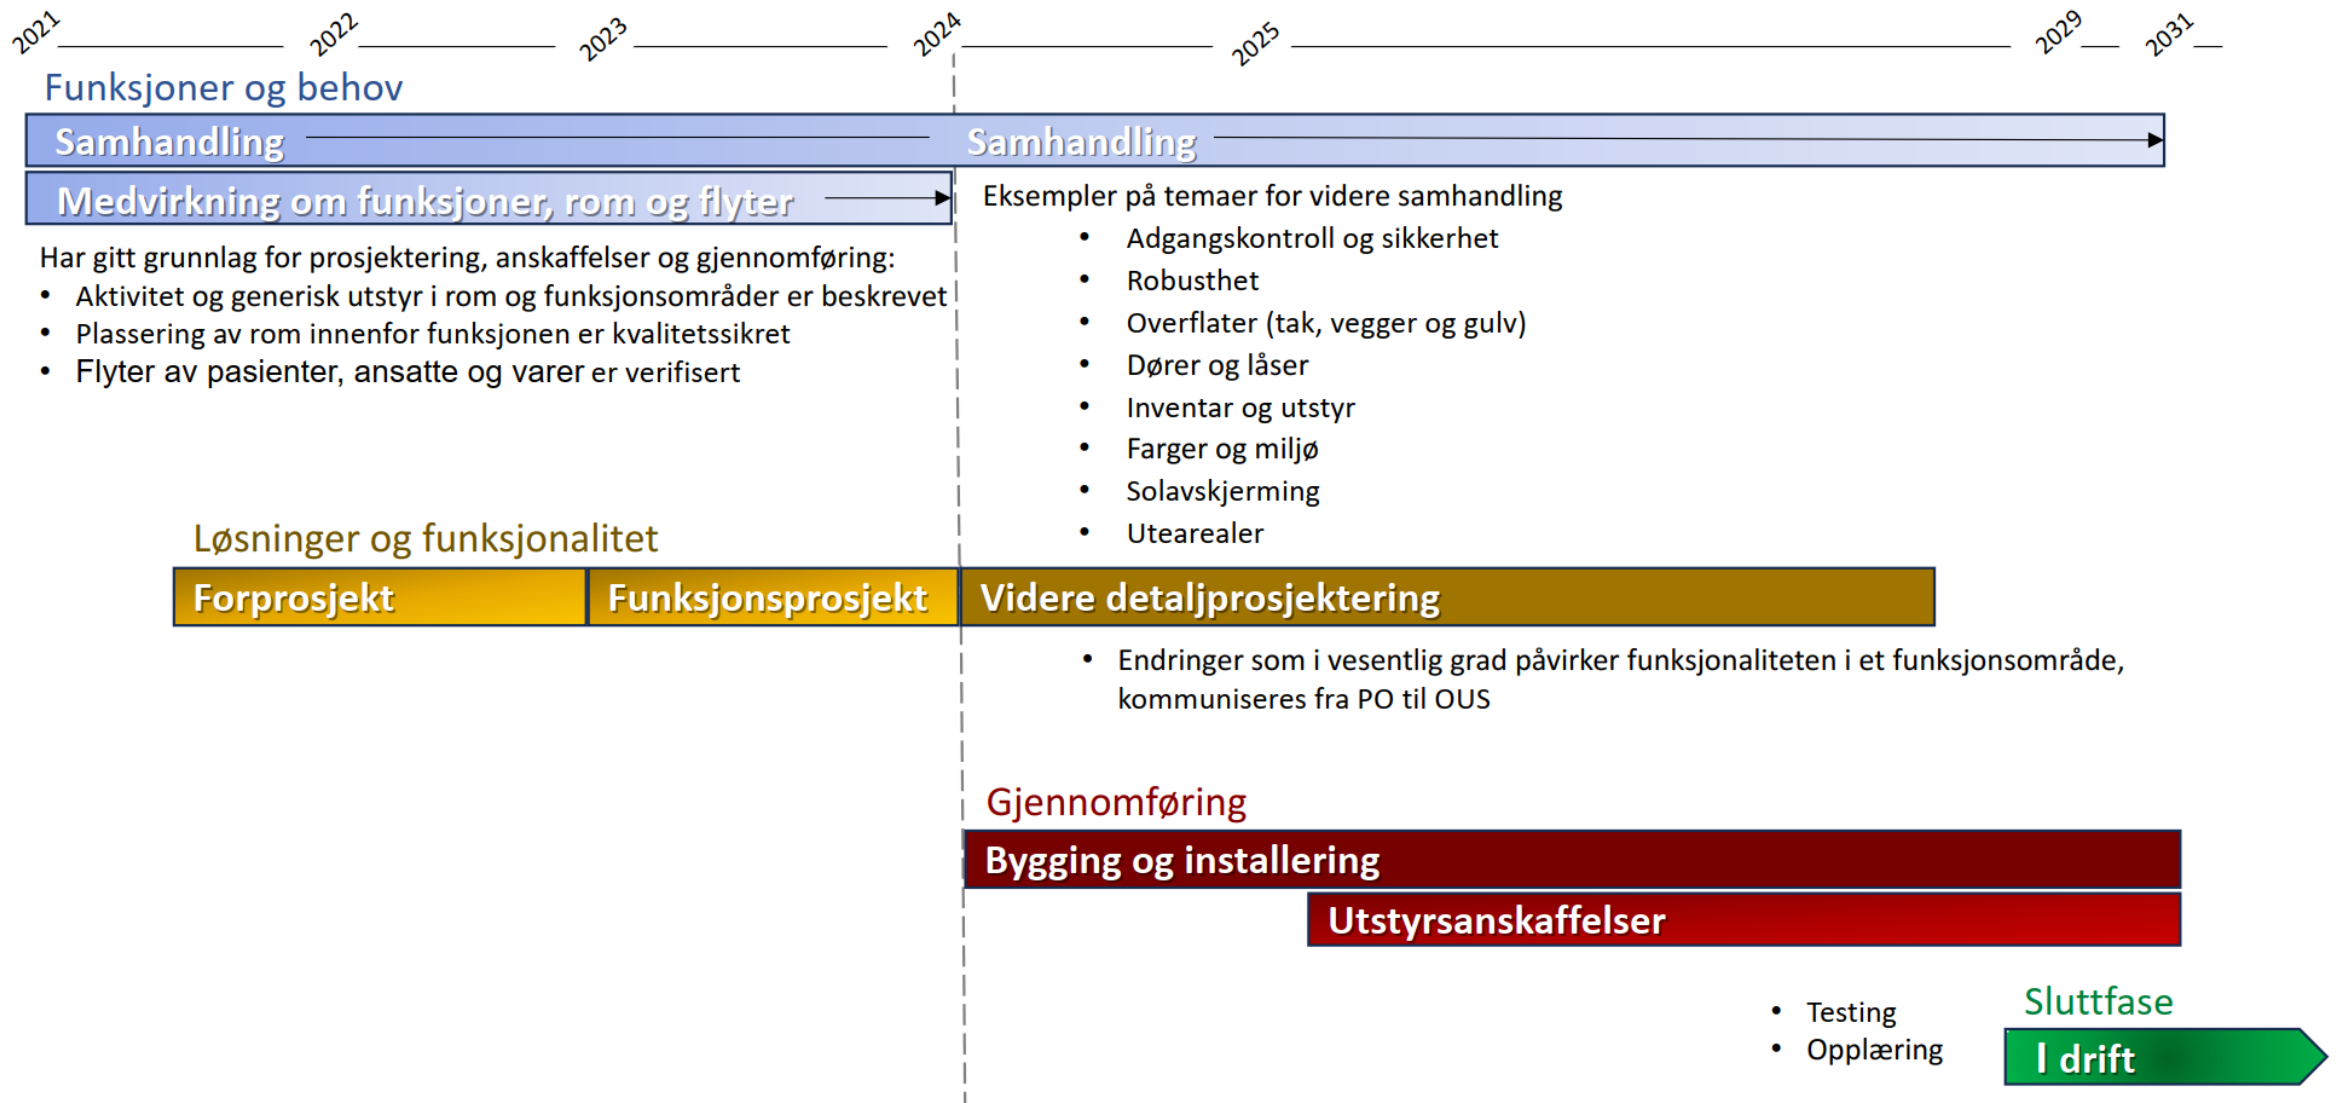 2021 2022 2023 2024 2025 2029 2031
Funksjoner og behov
Samhandling Samhandling
Medvirkning om funksjoner, rom og flyter
Har gitt grunnlag for prosjektering, anskaffelser og gjennomføring:
• Aktivitet og generisk utstyr i rom og funksjonsområder er beskrevet
• Plassering av rom innenfor funksjonen er kvalitetssikret
• Flyter av pasienter, ansatte og varer er verifisert
Eksempler på temaer for videre samhandling
• Adgangskontroll og sikkerhet
• Robusthet
• Overflater (tak, vegger og gulv)
• Dører og låser
• Inventar og utstyr
• Farger og miljø
• Solavskjerming
• Utearealer
Løsninger og funksjonalitet
Forprosjekt Funksjonsprosjekt Videre detaljprosjektering
• Endringer som i vesentlig grad påvirker funksjonaliteten i et funksjonsområde,
kommuniseres fra PO til OUS
Gjennomføring
Bygging og installering
Utstyrsanskaffelser
• Testing
• Opplæring
Sluttfase
I drift